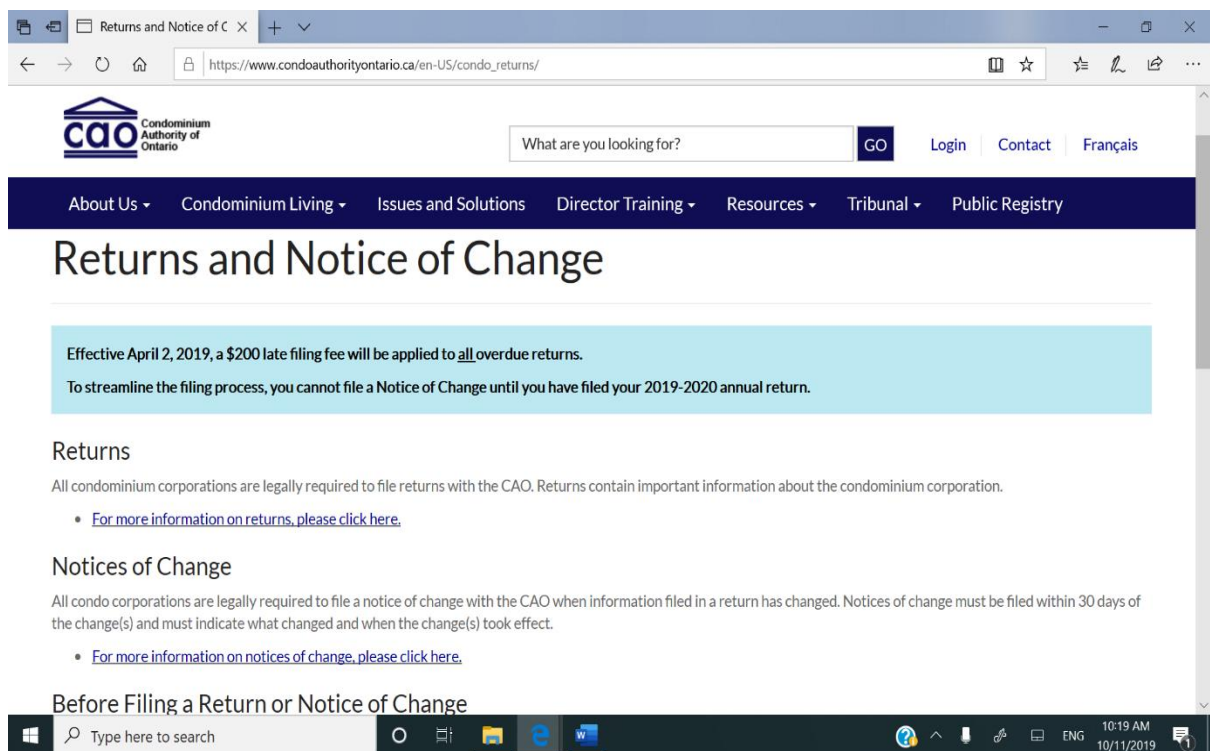 Returns and Notice of C
https://www.condoauthorityontario.ca/en-US/condo_returns/
cao Condominium
Authority of
Ontario
What are you looking for?
GO
Login
Contact
Français
About Us
Condominium Living
Issues and Solutions
Director Training
Resources
Tribunal
Public Registry
Returns and Notice of Change
Effective April 2, 2019, a $200 late filing fee will be applied to all overdue returns.
To streamline the filing process, you cannot file a Notice of Change until you have filed your 2019-2020 annual return.
Returns
All condominium corporations are legally required to file returns with the CAO. Returns contain important information about the condominium corporation.
For more information on returns, please click here.
Notices of Change
All condo corporations are legally required to file a notice of change with the CAO when information filed in a return has changed. Notices of change must be filed within 30 days of
the change(s) and must indicate what changed and when the change(s) took effect.
For more information on notices of change, please click here.
Before Filing a Return or Notice of Change
Type here to search
ENG
10:19 AM
10/11/2019